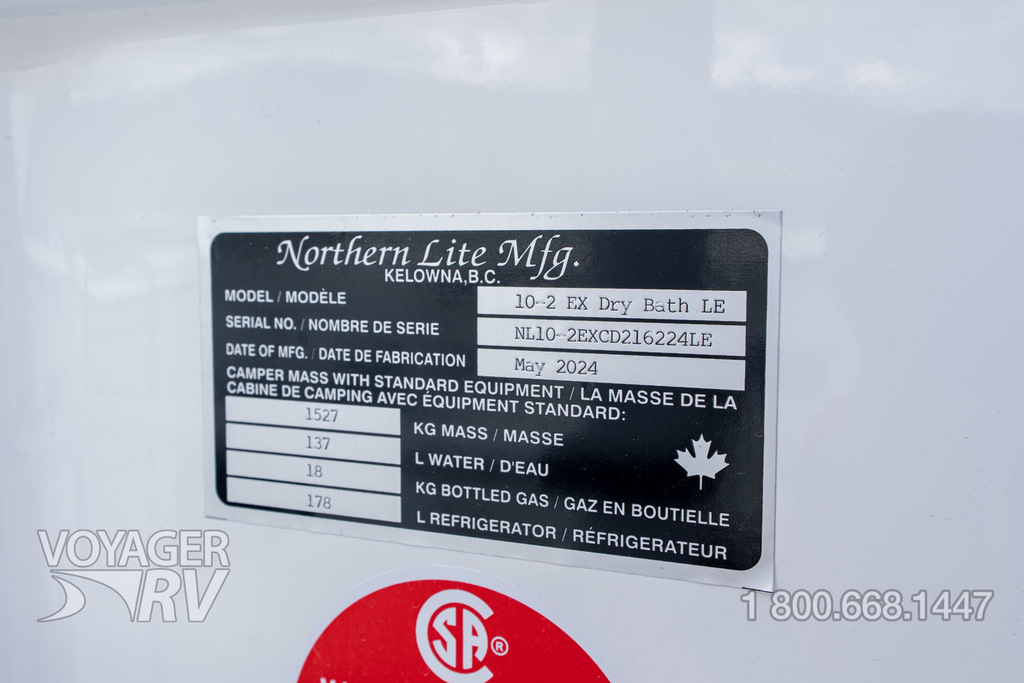 Northern Lite Mfg.
KELOWNA, B.C.
MODEL / MODÈLE 10-2 EX Dry Bath LE
SERIAL NO. / NOMBRE DE SERIE NL10-2EXCD216224LE
DATE OF MFG. / DATE DE FABRICATION May 2024
CAMPER MASS WITH STANDARD EQUIPMENT / LA MASSE DE LA
CABINE DE CAMPING AVEC ÉQUIPMENT STANDARD:
1527 KG MASS / MASSE
137 L WATER / D'EAU
18 KG BOTTLED GAS / GAZ EN BOUTIELLE
178 L REFRIGERATOR / RÉFRIGERATEUR
VOYAGER
RV
1 800.668.1447
CSA®